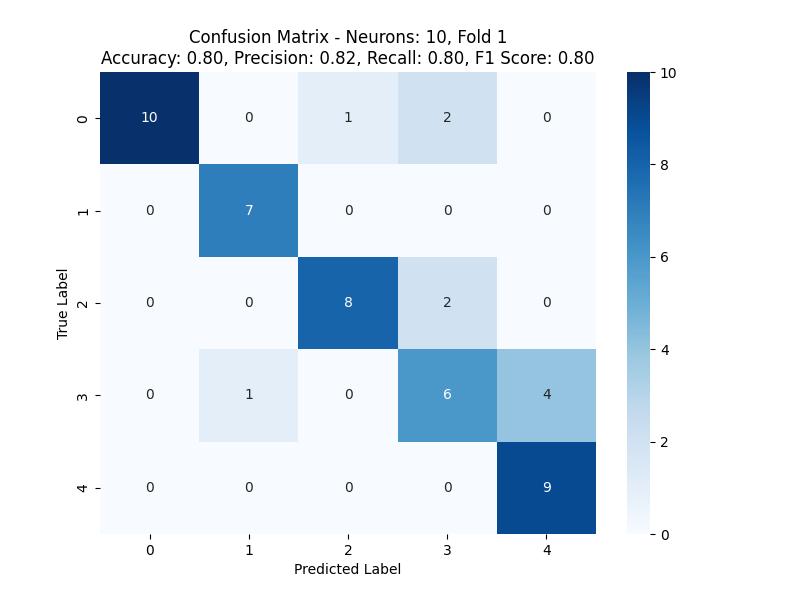 Confusion Matrix - Neurons: 10, Fold 1
Accuracy: 0.80, Precision: 0.82, Recall: 0.80, F1 Score: 0.80
True Label
0 10 0 1 2 0
1 0 7 0 0 0
2 0 0 8 2 0
3 0 1 0 6 4
4 0 0 0 0 9
0 1 2 3 4
Predicted Label
10
8
6
4
2
0